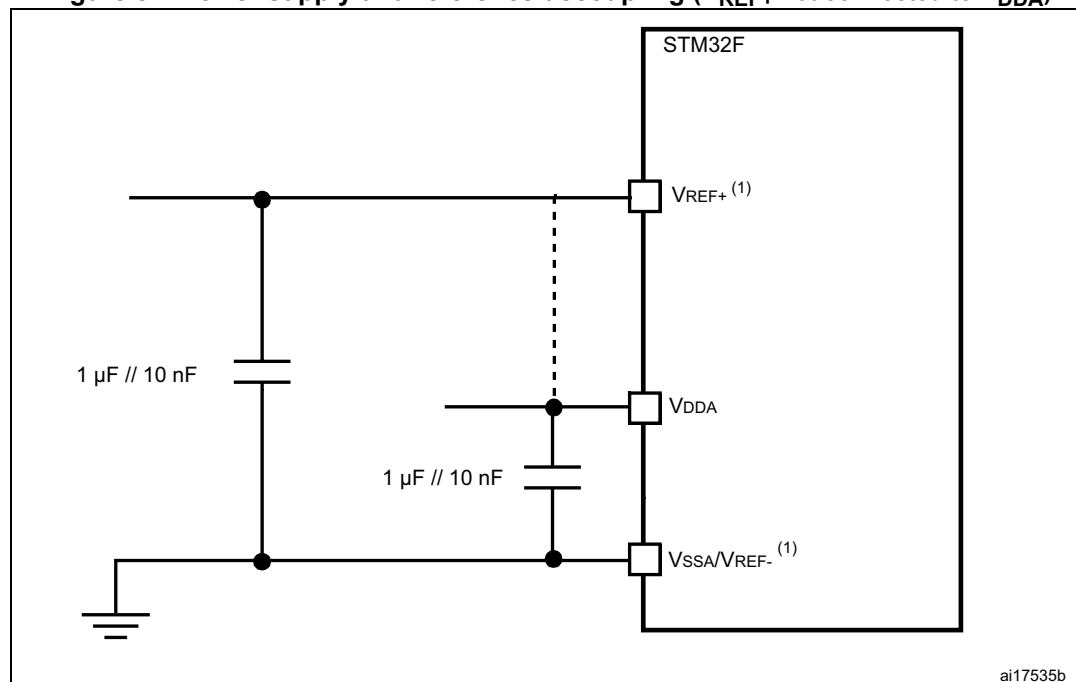 STM32F
VREF+ (1)
1 µF // 10 nF
VDDA
1 µF // 10 nF
VSSA/VREF- (1)
ai17535b